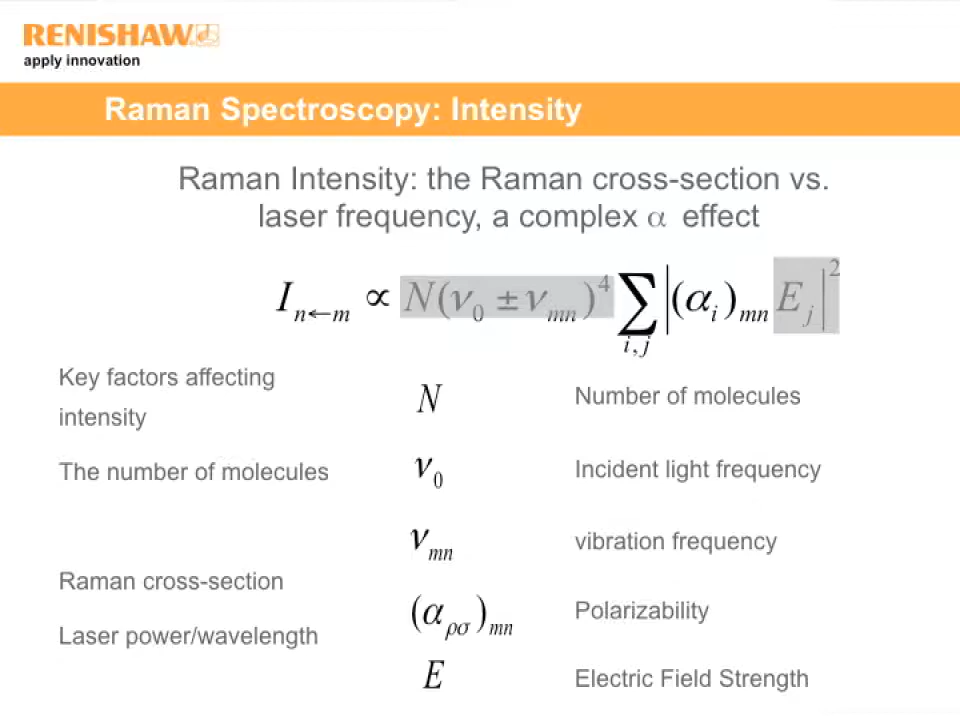 RENISHAW
apply innovation
Raman Spectroscopy: Intensity
Raman Intensity: the Raman cross-section vs.
laser frequency, a complex α effect
I_{n←m} ∝ N(ν_0 ± ν_{mn})^4 ∑_{i,j} |(α_i)_{mn} E_j|^2
Key factors affecting
intensity
N Number of molecules
The number of molecules
ν_0 Incident light frequency
ν_{mn} vibration frequency
Raman cross-section
(α_{ρσ})_{mn} Polarizability
Laser power/wavelength
E Electric Field Strength